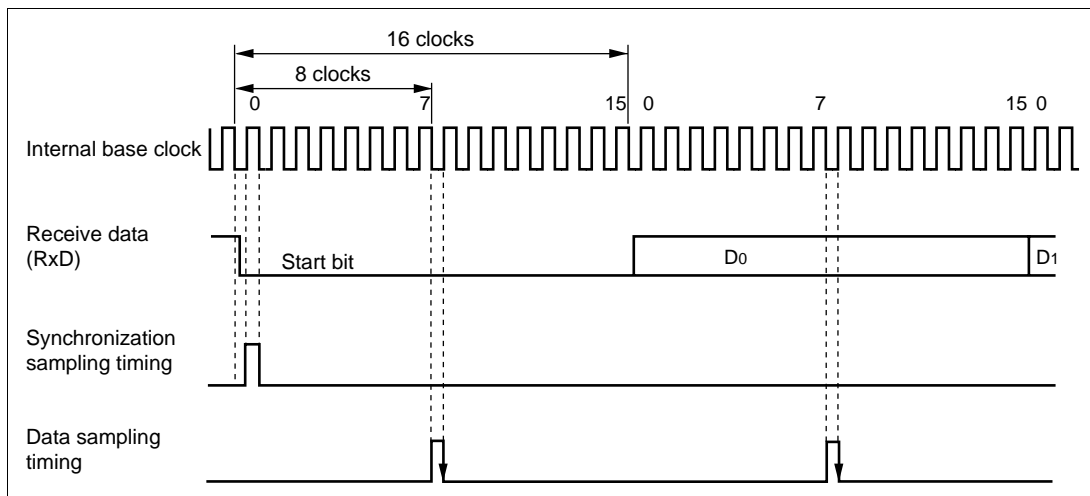 16 clocks
8 clocks
0 7 15 0 7 15 0
Internal base clock
Receive data
(RxD)
Start bit D0 D1
Synchronization
sampling timing
Data sampling
timing